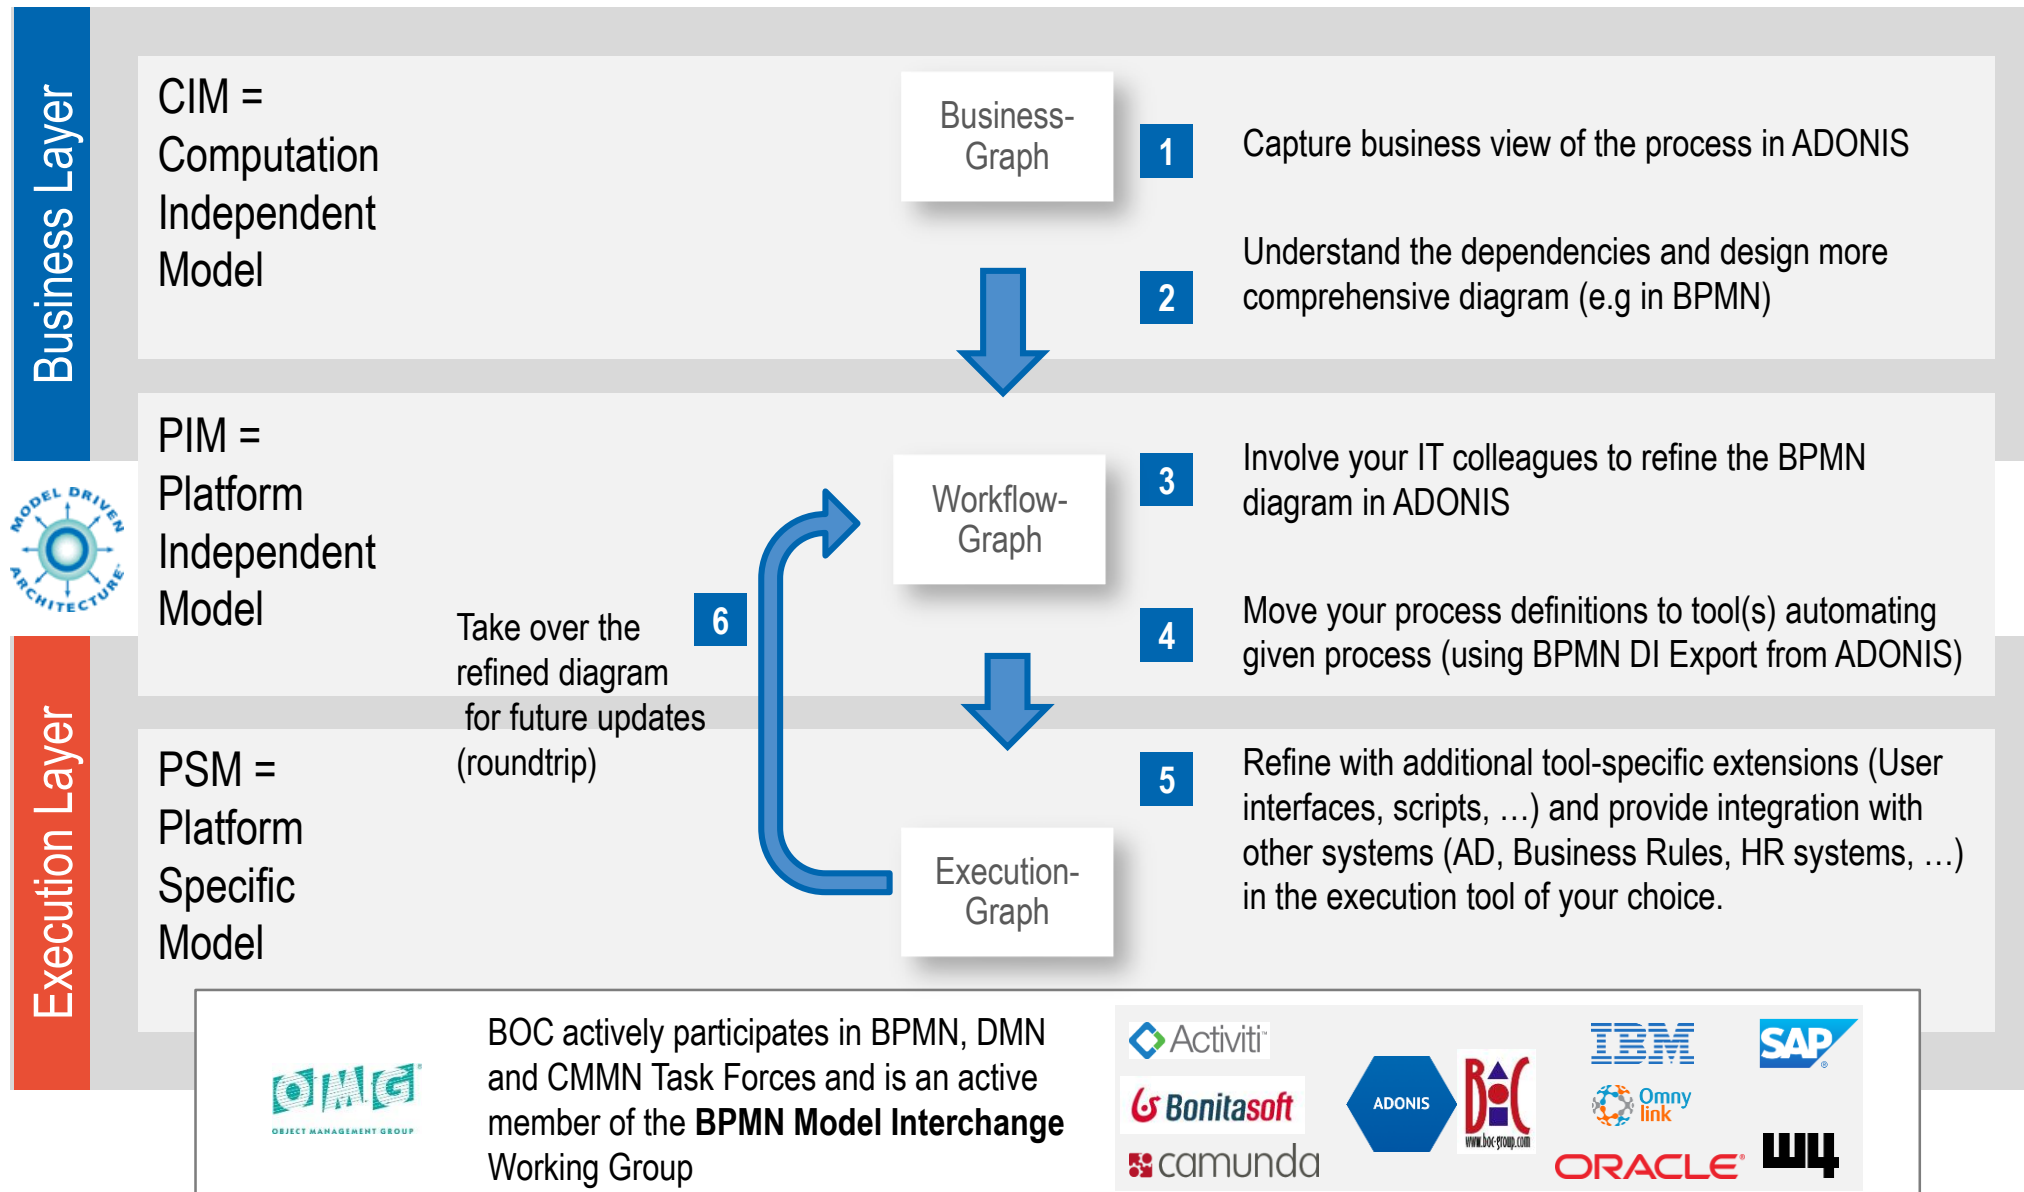 Business Layer
CIM =
Computation
Independent
Model
Business-
Graph
1
Capture business view of the process in ADONIS
2
Understand the dependencies and design more
comprehensive diagram (e.g in BPMN)
MODEL DRIVEN
ARCHITECTURE
PIM =
Platform
Independent
Model
Workflow-
Graph
3
Involve your IT colleagues to refine the BPMN
diagram in ADONIS
4
Move your process definitions to tool(s) automating
given process (using BPMN DI Export from ADONIS)
6
Take over the
refined diagram
for future updates
(roundtrip)
Execution Layer
PSM =
Platform
Specific
Model
Execution-
Graph
5
Refine with additional tool-specific extensions (User
interfaces, scripts, …) and provide integration with
other systems (AD, Business Rules, HR systems, …)
in the execution tool of your choice.
OMG
OBJECT MANAGEMENT GROUP
BOC actively participates in BPMN, DMN
and CMMN Task Forces and is an active
member of the BPMN Model Interchange
Working Group
Activiti
Bonitasoft
camunda
ADONIS
BOC
www.boc-group.com
IBM
Omny
link
ORACLE
SAP
W4